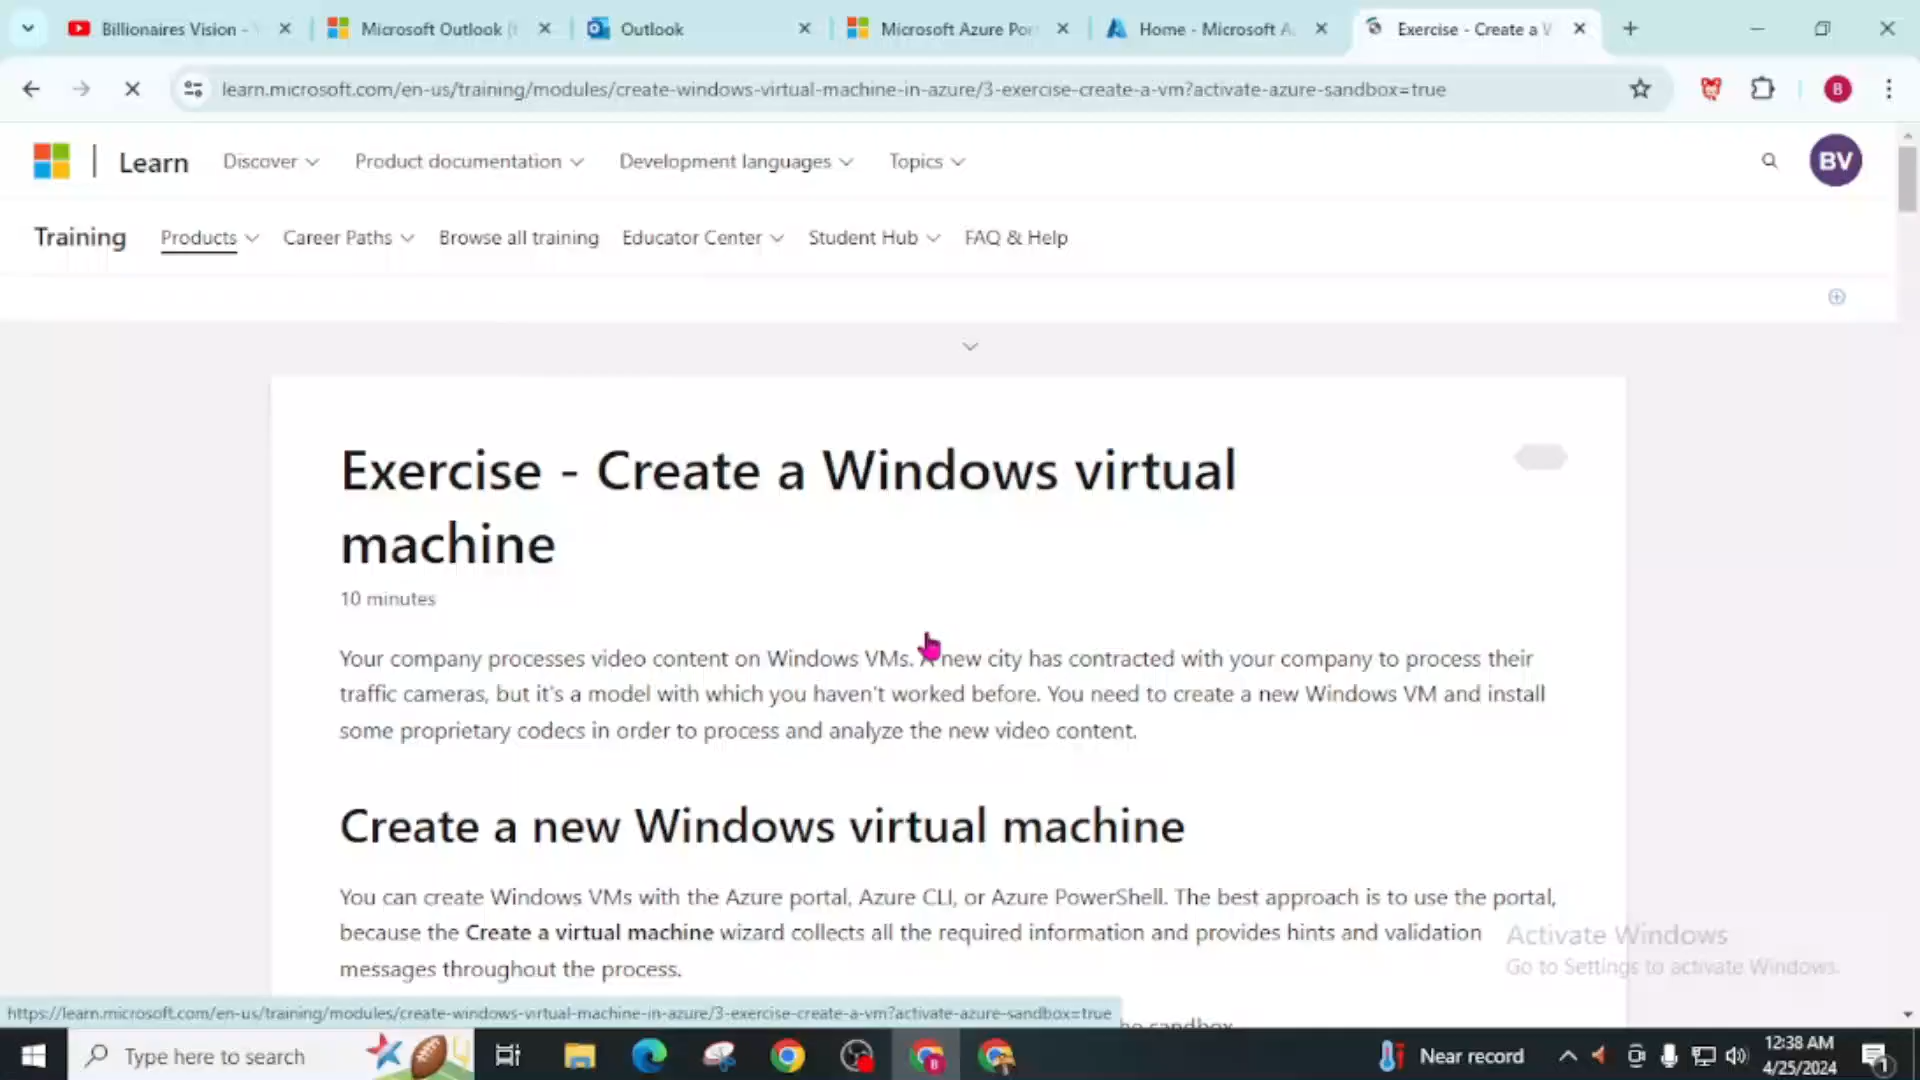 Billionaires Vision -
Microsoft Outlook
Outlook
Microsoft Azure Por
Home - Microsoft A
Exercise - Create a V
learn.microsoft.com/en-us/training/modules/create-windows-virtual-machine-in-azure/3-exercise-create-a-vm?activate-azure-sandbox=true
B
Learn
Discover
Product documentation
Development languages
Topics
BV
Training
Products
Career Paths
Browse all training
Educator Center
Student Hub
FAQ & Help
Exercise - Create a Windows virtual
machine
10 minutes
Your company processes video content on Windows VMs. A new city has contracted with your company to process their
traffic cameras, but it's a model with which you haven't worked before. You need to create a new Windows VM and install
some proprietary codecs in order to process and analyze the new video content.
Create a new Windows virtual machine
You can create Windows VMs with the Azure portal, Azure CLI, or Azure PowerShell. The best approach is to use the portal,
because the Create a virtual machine wizard collects all the required information and provides hints and validation
messages throughout the process.
Activate Windows
Go to Settings to activate Windows.
https://learn.microsoft.com/en-us/training/modules/create-windows-virtual-machine-in-azure/3-exercise-create-a-vm?activate-azure-sandbox=true
sandbox
Type here to search
Near record
12:38 AM
4/25/2024
1